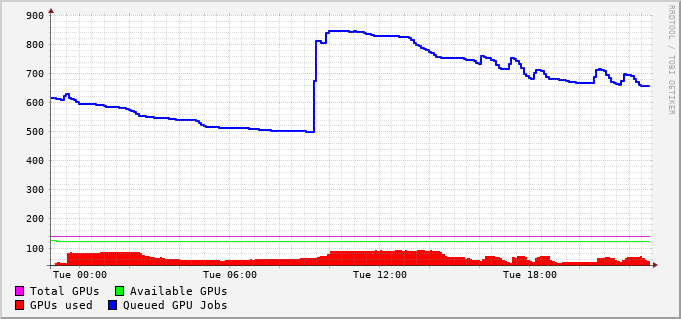 900
800
700
600
500
400
300
200
100
Tue 00:00 Tue 06:00 Tue 12:00 Tue 18:00
Total GPUs Available GPUs
GPUs used Queued GPU Jobs
RRDTOOL / TOBI OETIKER